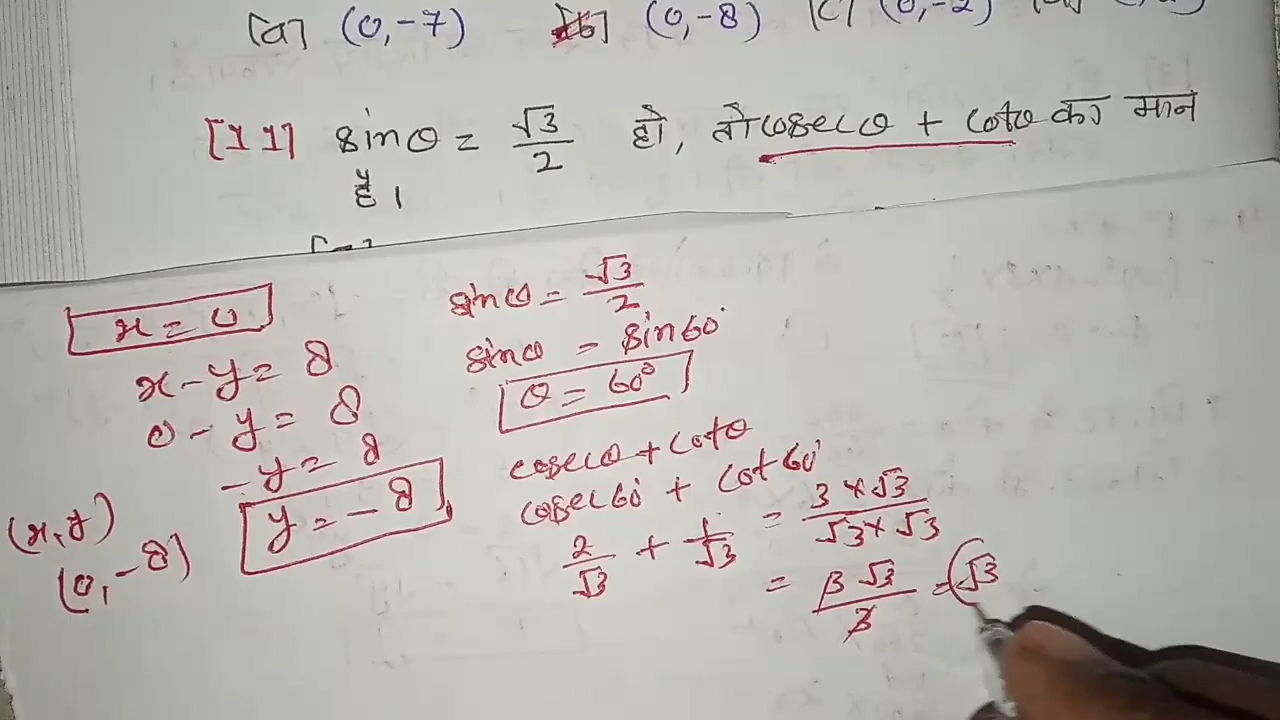 [a] (0,-7) [b] (0,-8) [c] (0,-2)
[11] sinθ = √3/2 हो, तो cosecθ + cotθ का मान
है।
x = 0
x - y = 8
0 - y = 8
-y = 8
y = -8
(x, y)
(0, -8)
sinθ = √3/2
sinθ = sin60°
θ = 60°
cosecθ + cotθ
cosec60° + cot60°
2/√3 + 1/√3 = 3×√3/√3×√3
= 3√3/3 = √3